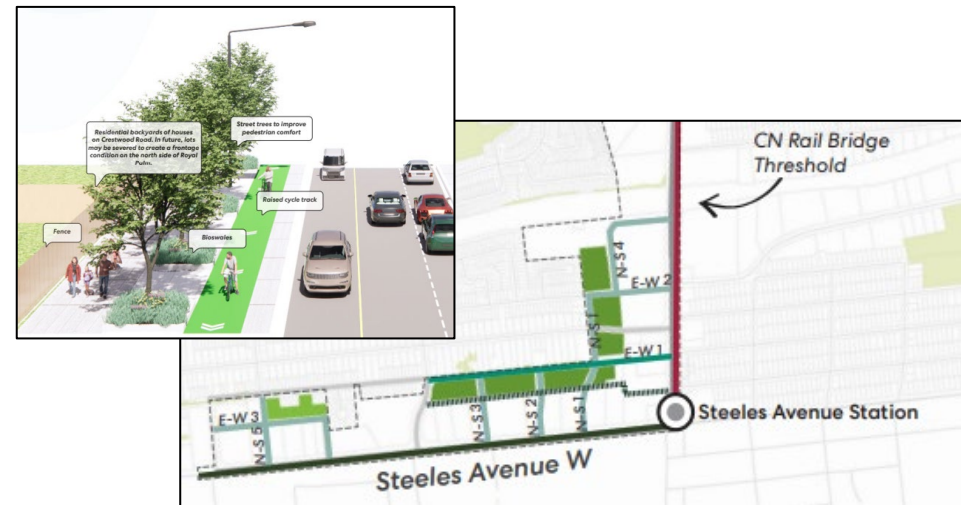 Residential backyards of houses
on Crestwood Road. In future, lots
may be severed to create a frontage
condition on the north side of Royal
Palm.
Street trees to improve
pedestrian comfort
Raised cycle track
Fence
Bioswales
CN Rail Bridge
Threshold
N-S 4
E-W 2
N-S 1
E-W 1
E-W 3
N-S 5
N-S 3
N-S 2
N-S 1
Steeles Avenue Station
Steeles Avenue W